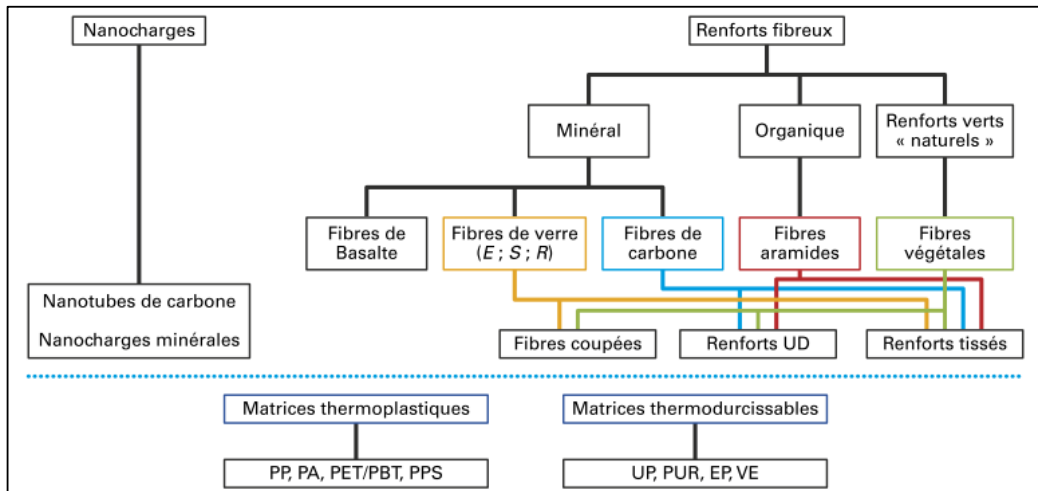 Nanocharges
Renforts fibreux
Minéral
Organique
Renforts verts
« naturels »
Fibres de
Basalte
Fibres de verre
(E ; S ; R)
Fibres de
carbone
Fibres
aramides
Fibres
végétales
Nanotubes de carbone
Nanocharges minérales
Fibres coupées
Renforts UD
Renforts tissés
Matrices thermoplastiques
Matrices thermodurcissables
PP, PA, PET/PBT, PPS
UP, PUR, EP, VE